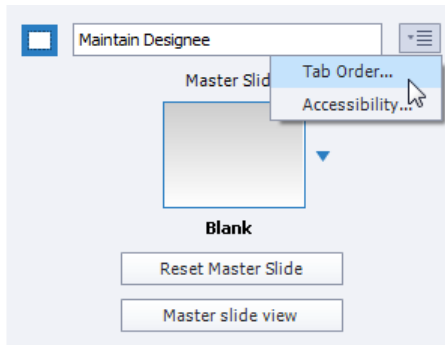 Maintain Designee
Tab Order...
Master Slid
Accessibility...
Blank
Reset Master Slide
Master slide view